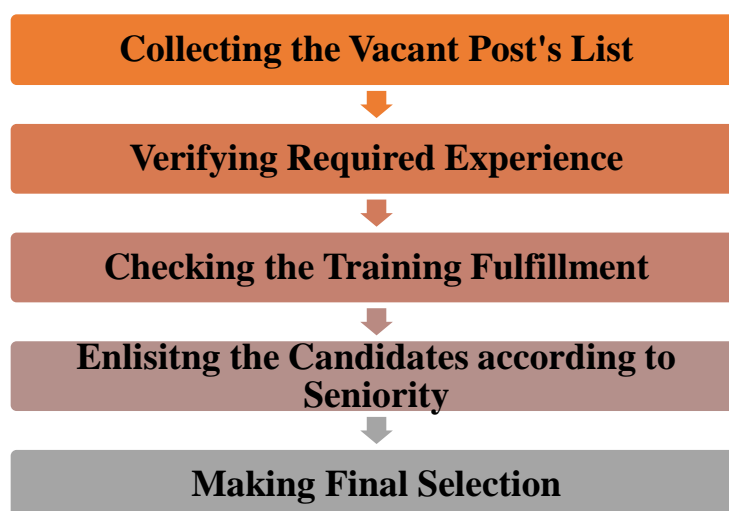 Collecting the Vacant Post's List
Verifying Required Experience
Checking the Training Fulfillment
Enlisitng the Candidates according to
Seniority
Making Final Selection